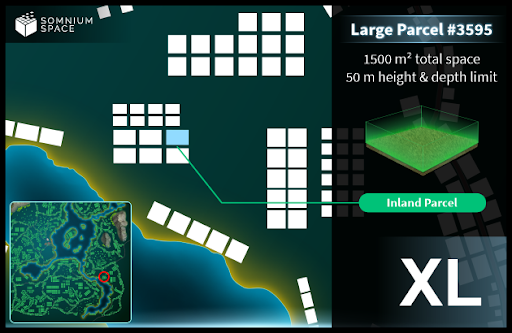 SOMNIUM
SPACE
Large Parcel #3595
1500 m² total space
50 m height & depth limit
Inland Parcel
XL